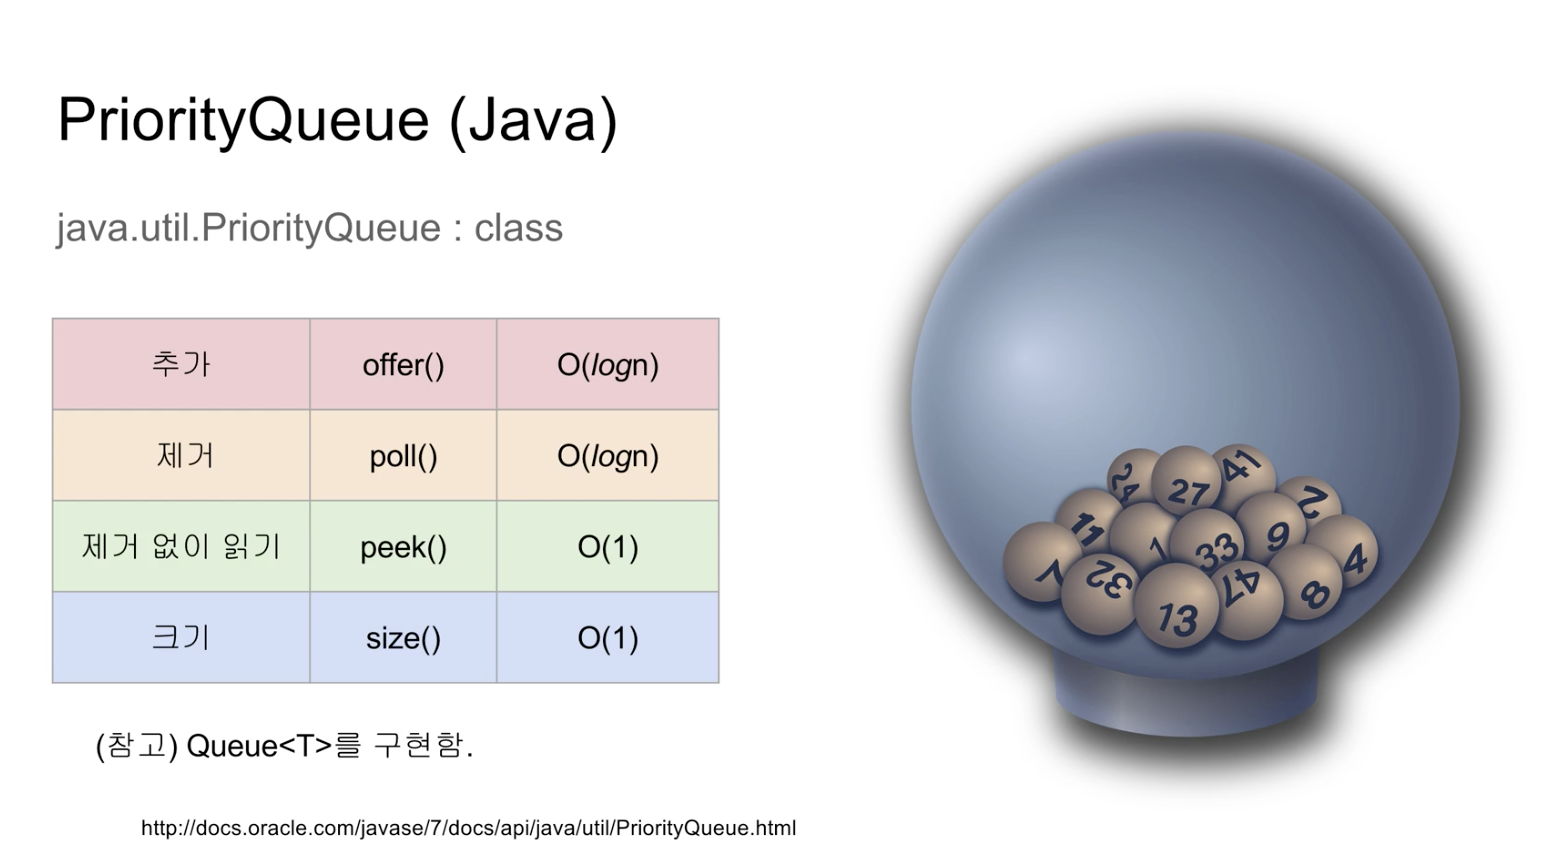 PriorityQueue (Java)
java.util.PriorityQueue : class
추가 offer() O(logn)
제거 poll() O(logn)
제거 없이 읽기 peek() O(1)
크기 size() O(1)
(참고) Queue<T>를 구현함.
http://docs.oracle.com/javase/7/docs/api/java/util/PriorityQueue.html
24 27 41 2
11 1 33 9 4
7 32 13 47 8